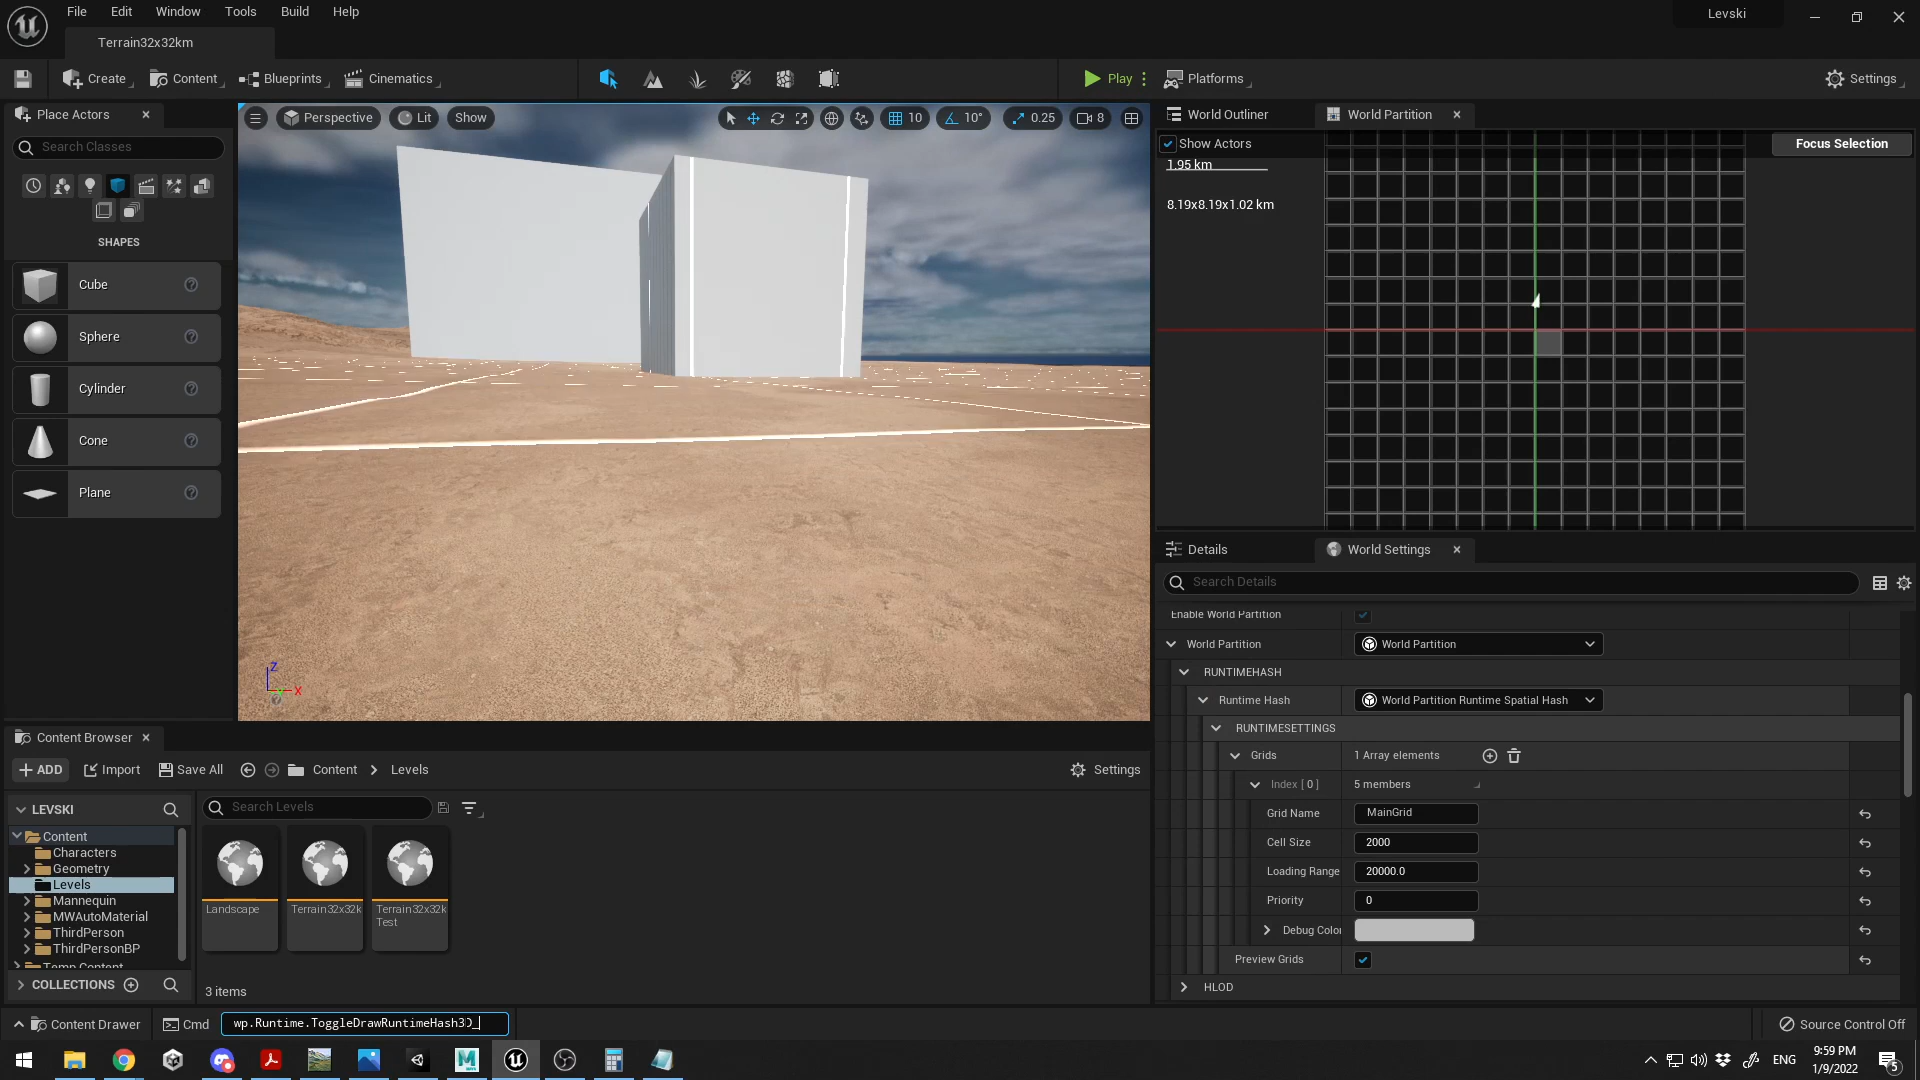 File Edit Window Tools Build Help
Levski
Terrain32x32km
Create Content Blueprints Cinematics Play Platforms Settings
Place Actors
Search Classes
SHAPES
Cube
Sphere
Cylinder
Cone
Plane
Perspective Lit Show 10 10° 0.25 8
Z
X
World Outliner World Partition
Show Actors Focus Selection
1.95 km
8.19x8.19x1.02 km
Details World Settings
Search Details
Enable World Partition
World Partition World Partition
RUNTIMEHASH
Runtime Hash World Partition Runtime Spatial Hash
RUNTIMESETTINGS
Grids 1 Array elements
Index [ 0 ] 5 members
Grid Name MainGrid
Cell Size 2000
Loading Range 20000.0
Priority 0
Debug Color
Preview Grids
HLOD
Content Browser
ADD Import Save All Content Levels Settings
LEVSKI
Search Levels
Content
Characters
Geometry
Levels
Mannequin
MWAutoMaterial
ThirdPerson
ThirdPersonBP
Temp Content
COLLECTIONS
Landscape
Terrain32x32k
Terrain32x32k
Test
3 items
Content Drawer Cmd wp.Runtime.ToggleDrawRuntimeHash3D_ Source Control Off
ENG
9:59 PM
1/9/2022
5